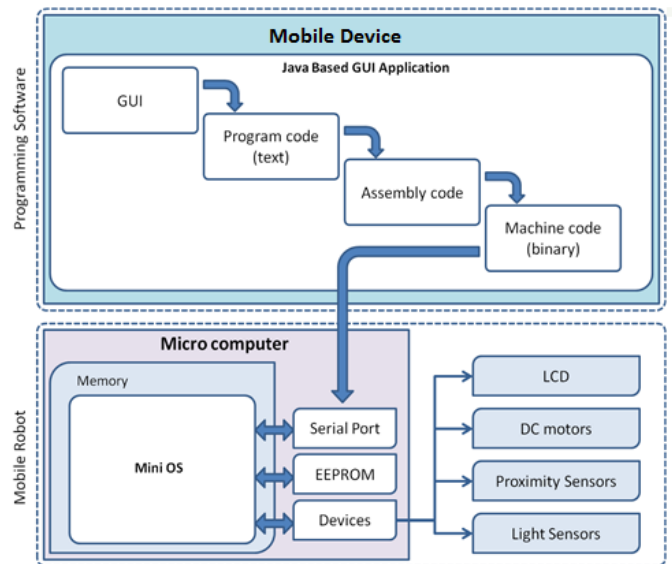 Mobile Device
Programming Software
Java Based GUI Application
GUI
Program code
(text)
Assembly code
Machine code
(binary)
Mobile Robot
Micro computer
Memory
Mini OS
Serial Port
EEPROM
Devices
LCD
DC motors
Proximity Sensors
Light Sensors